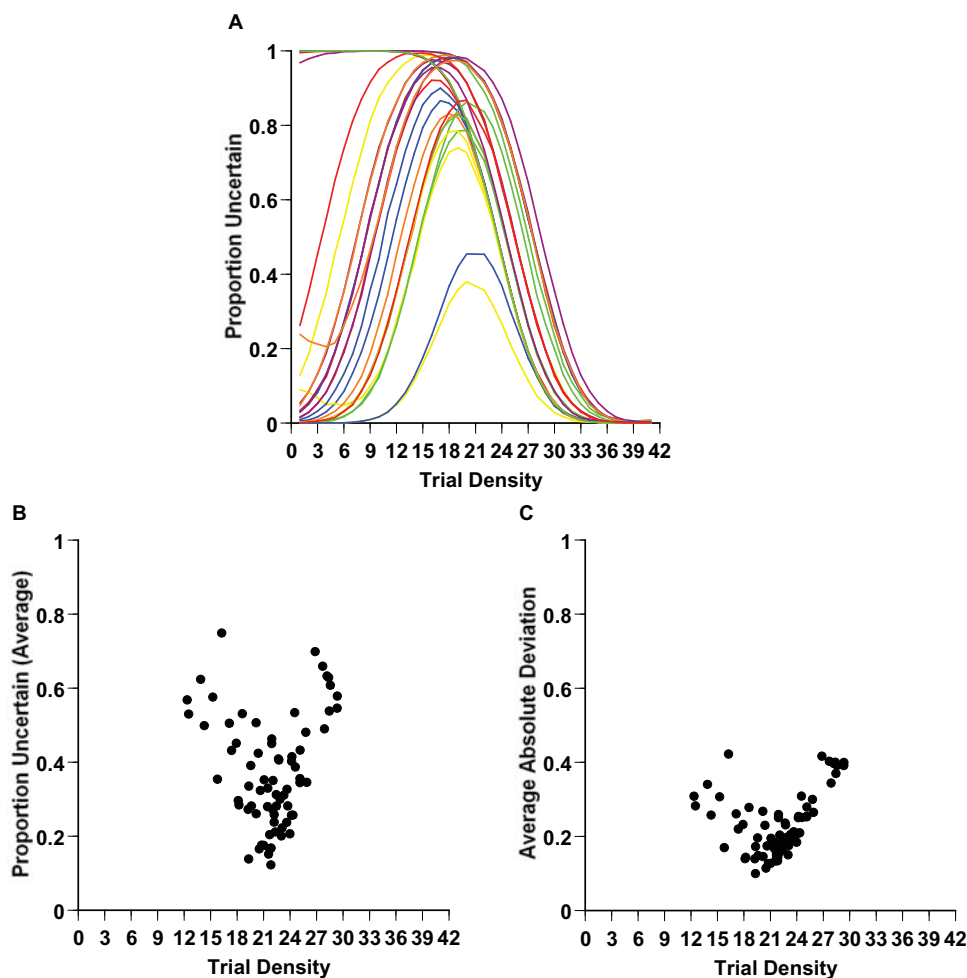 A
Proportion Uncertain
1
0.8
0.6
0.4
0.2
0
0 3 6 9 12 15 18 21 24 27 30 33 36 39 42
Trial Density
B
Proportion Uncertain (Average)
1
0.8
0.6
0.4
0.2
0
0 3 6 9 12 15 18 21 24 27 30 33 36 39 42
Trial Density
C
Average Absolute Deviation
1
0.8
0.6
0.4
0.2
0
0 3 6 9 12 15 18 21 24 27 30 33 36 39 42
Trial Density